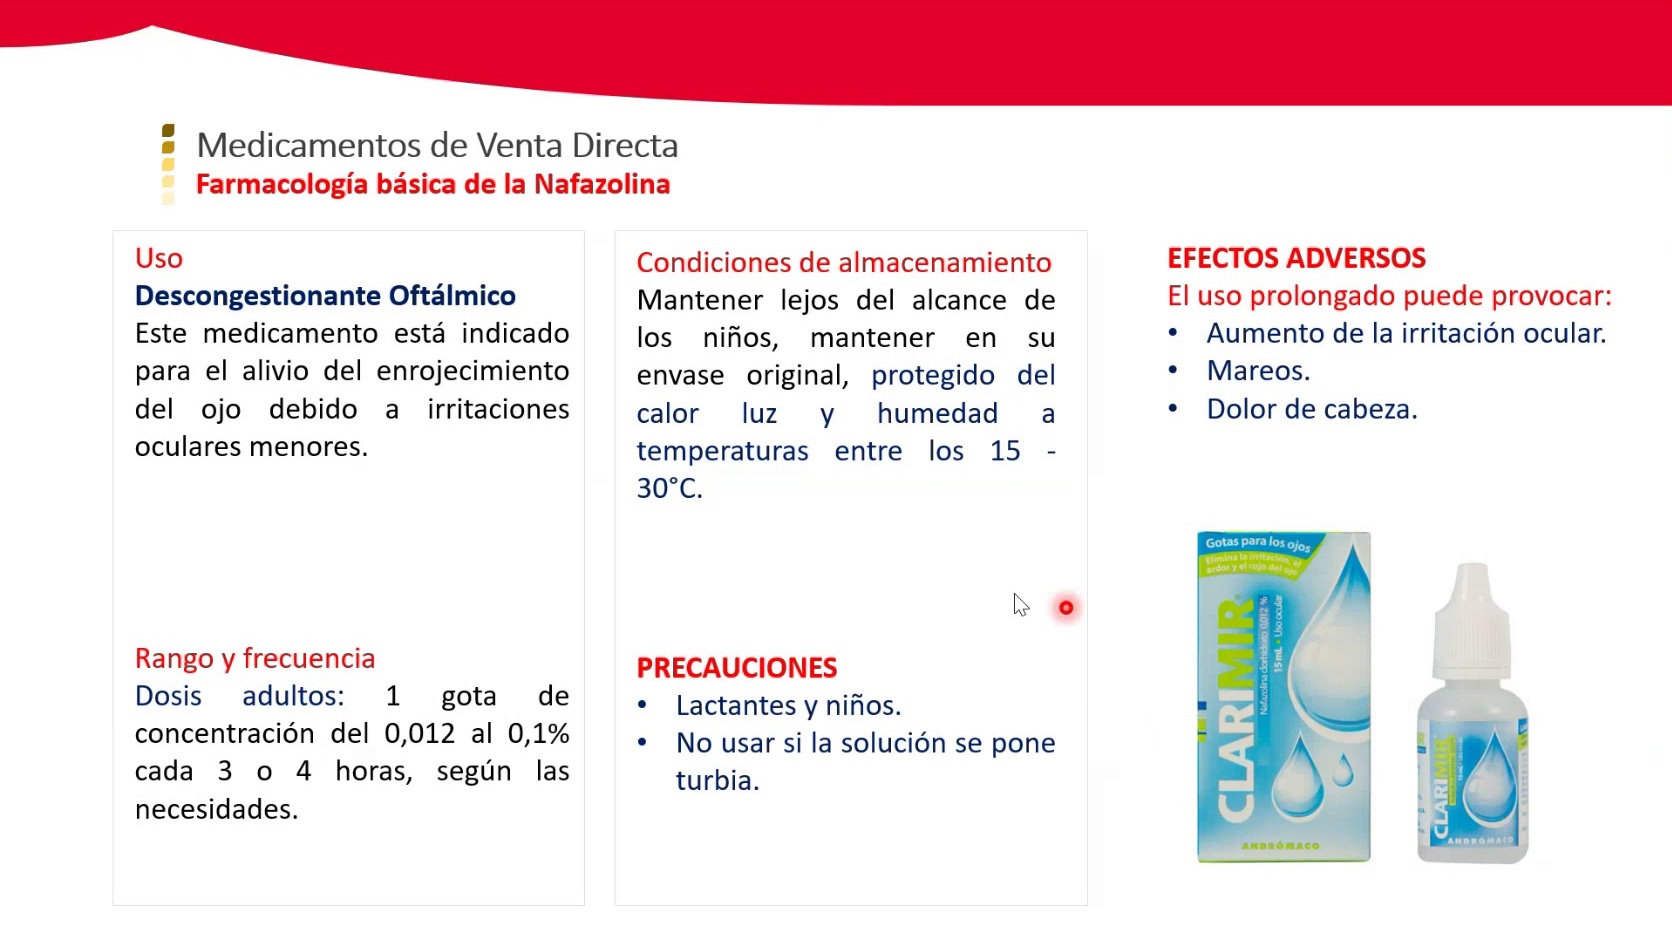 Medicamentos de Venta Directa
Farmacología básica de la Nafazolina
Uso
Descongestionante Oftálmico
Este medicamento está indicado
para el alivio del enrojecimiento
del ojo debido a irritaciones
oculares menores.
Rango y frecuencia
Dosis adultos: 1 gota de
concentración del 0,012 al 0,1%
cada 3 o 4 horas, según las
necesidades.
Condiciones de almacenamiento
Mantener lejos del alcance de
los niños, mantener en su
envase original, protegido del
calor luz y humedad a
temperaturas entre los 15 -
30°C.
PRECAUCIONES
• Lactantes y niños.
• No usar si la solución se pone
turbia.
EFECTOS ADVERSOS
El uso prolongado puede provocar:
• Aumento de la irritación ocular.
• Mareos.
• Dolor de cabeza.
Gotas para los ojos
Elimina la irritación, el
ardor y el rojo del ojo
CLARIMIR
Nafazolina clorhidrato 0,012 %
15 mL • Uso ocular
ANDRÓMACO
CLARIMIR
ANDRÓMACO